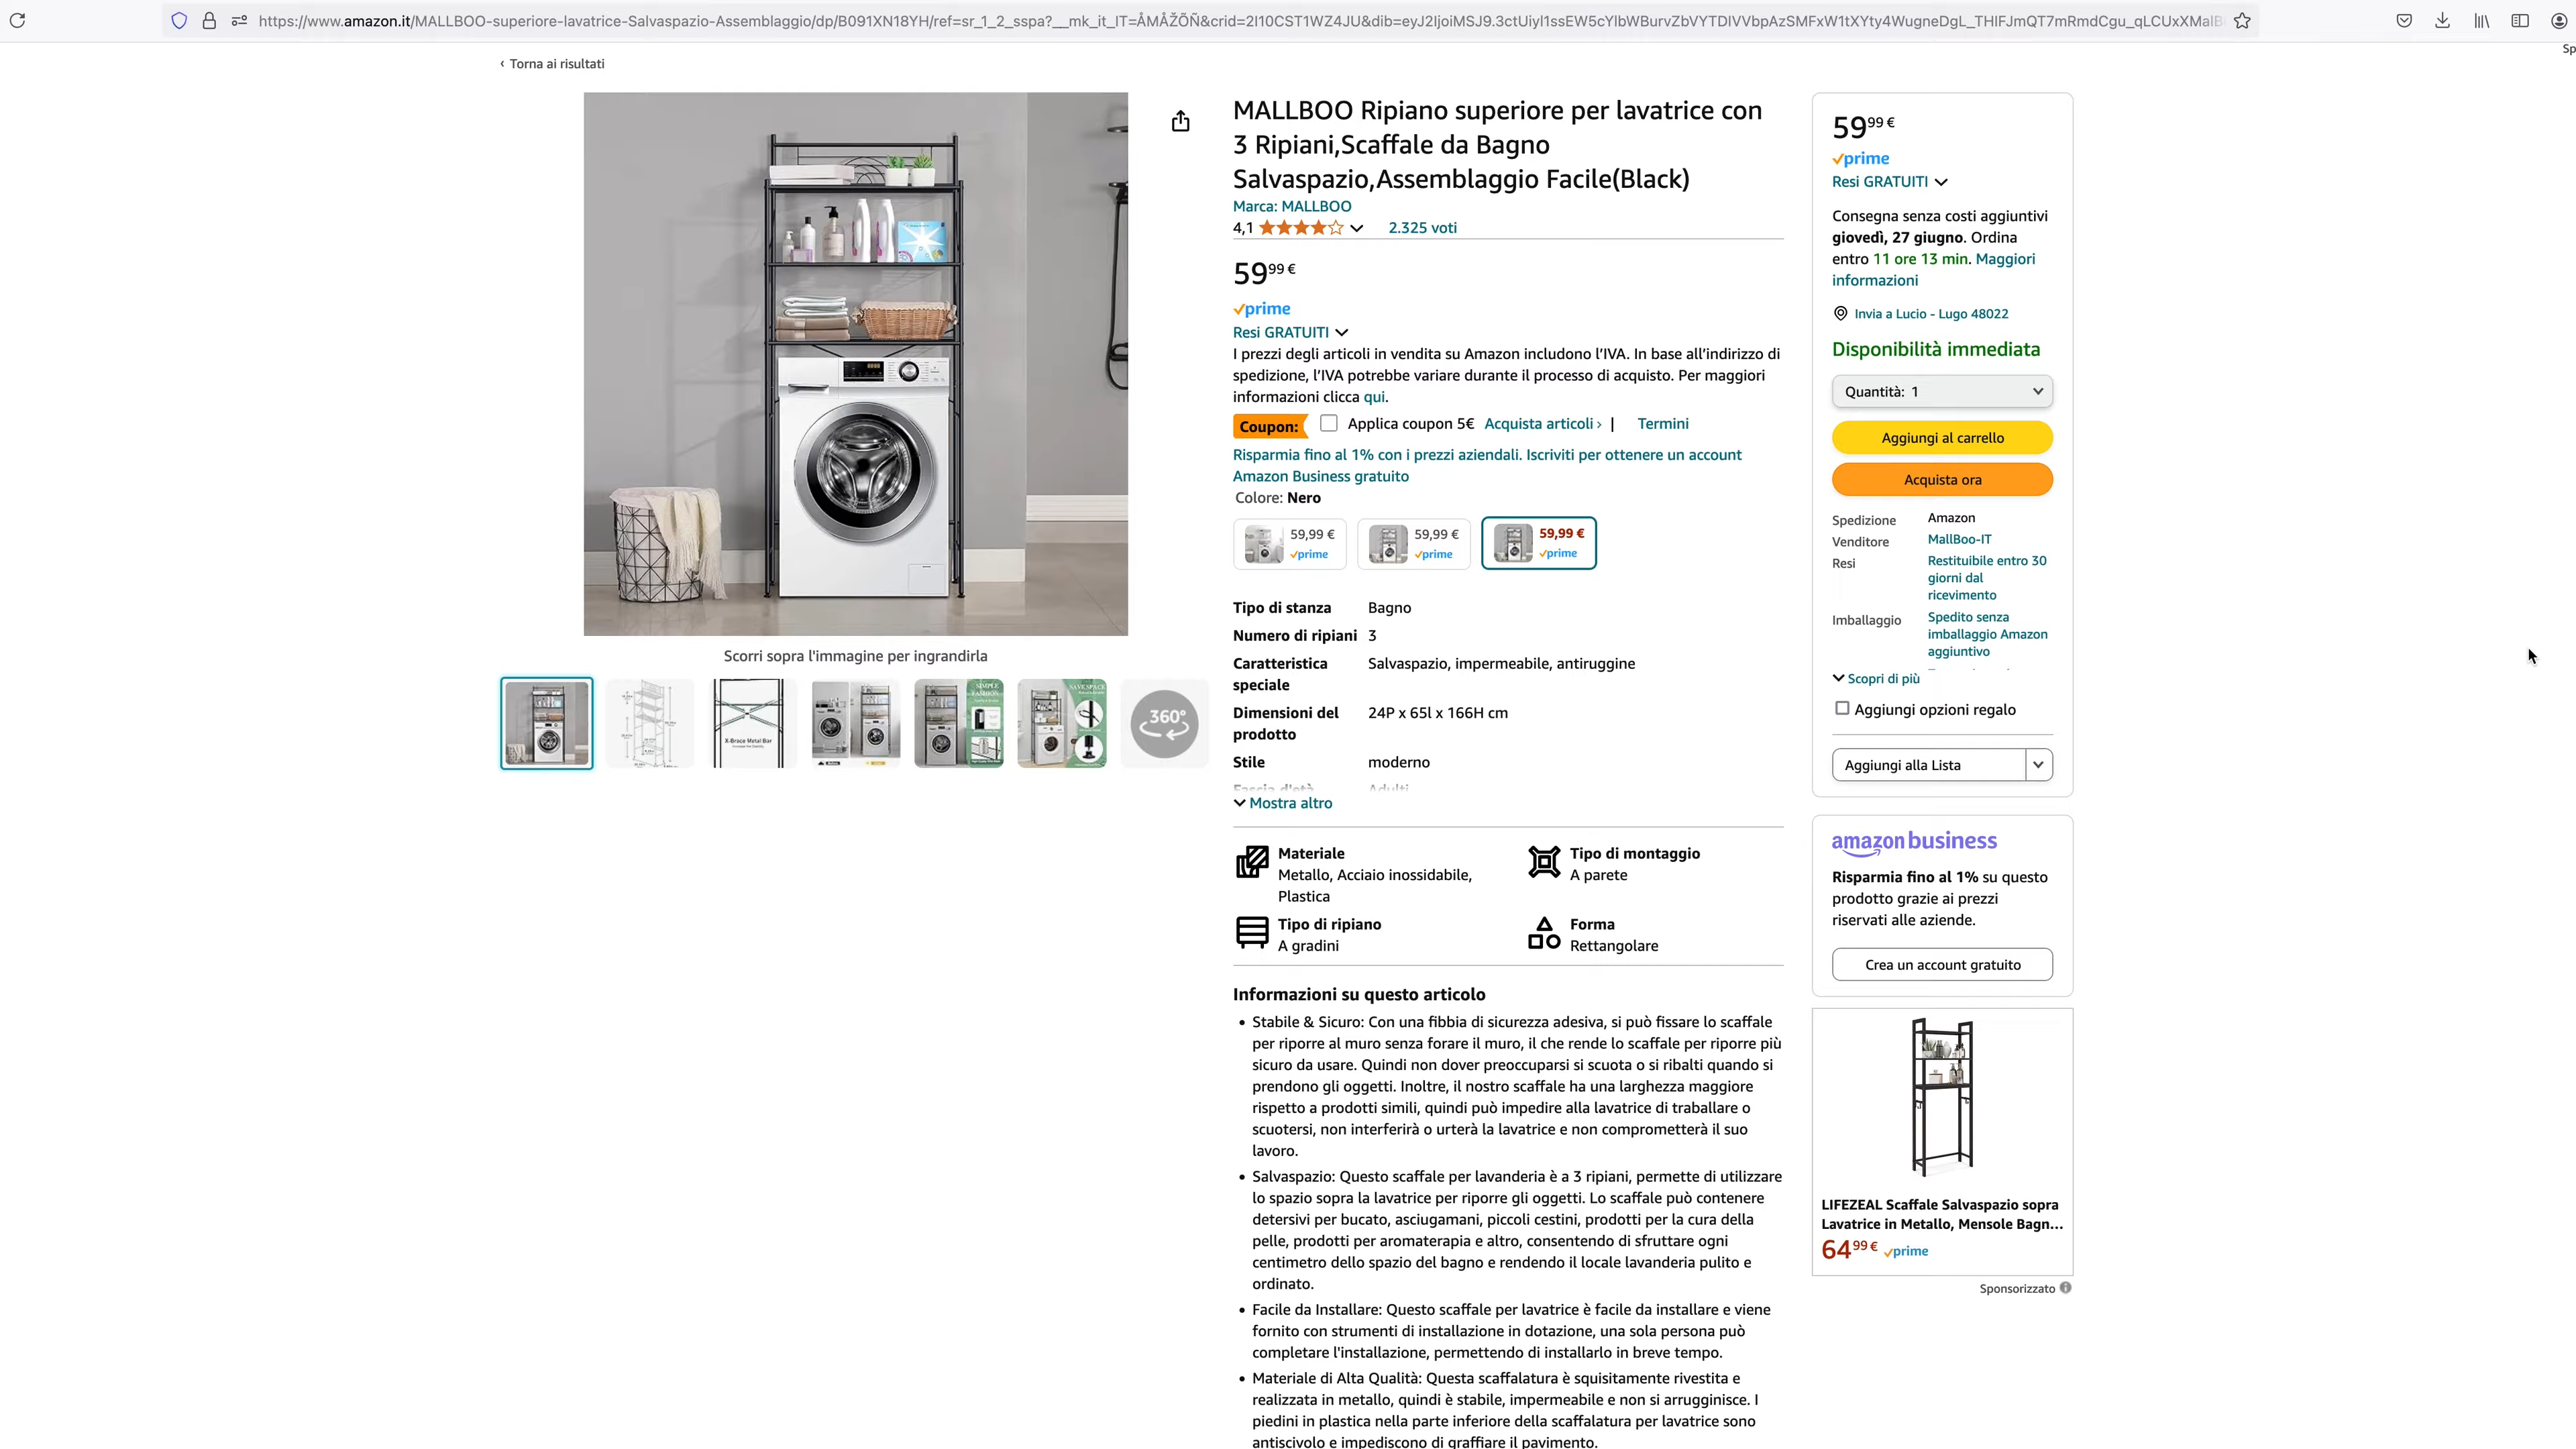 https://www.amazon.it/MALLBOO-superiore-lavatrice-Salvaspazio-Assemblaggio/dp/B091XN18YH/ref=sr_1_2_sspa?__mk_it_IT=ÅMÅŽÕÑ&crid=2I10CST1WZ4JU&dib=
Sp
‹ Torna ai risultati
MALLBOO Ripiano superiore per lavatrice con
3 Ripiani,Scaffale da Bagno
Salvaspazio,Assemblaggio Facile(Black)
Marca: MALLBOO
4,1 2.325 voti
59 99 €
prime
Resi GRATUITI
I prezzi degli articoli in vendita su Amazon includono l’IVA. In base all’indirizzo di
spedizione, l’IVA potrebbe variare durante il processo di acquisto. Per maggiori
informazioni clicca qui.
Coupon: Applica coupon 5€ Acquista articoli › | Termini
Risparmia fino al 1% con i prezzi aziendali. Iscriviti per ottenere un account
Amazon Business gratuito
Colore: Nero
59,99 € 59,99 € 59,99 €
prime prime prime
Tipo di stanza Bagno
Numero di ripiani 3
Caratteristica Salvaspazio, impermeabile, antiruggine
speciale
Dimensioni del 24P x 65l x 166H cm
prodotto
Stile moderno
Fascia d'età Adulti
Mostra altro
Materiale
Metallo, Acciaio inossidabile,
Plastica
Tipo di montaggio
A parete
Tipo di ripiano
A gradini
Forma
Rettangolare
Informazioni su questo articolo
• Stabile & Sicuro: Con una fibbia di sicurezza adesiva, si può fissare lo scaffale
per riporre al muro senza forare il muro, il che rende lo scaffale per riporre più
sicuro da usare. Quindi non dover preoccuparsi si scuota o si ribalti quando si
prendono gli oggetti. Inoltre, il nostro scaffale ha una larghezza maggiore
rispetto a prodotti simili, quindi può impedire alla lavatrice di traballare o
scuotersi, non interferirà o urterà la lavatrice e non comprometterà il suo
lavoro.
• Salvaspazio: Questo scaffale per lavanderia è a 3 ripiani, permette di utilizzare
lo spazio sopra la lavatrice per riporre gli oggetti. Lo scaffale può contenere
detersivi per bucato, asciugamani, piccoli cestini, prodotti per la cura della
pelle, prodotti per aromaterapia e altro, consentendo di sfruttare ogni
centimetro dello spazio del bagno e rendendo il locale lavanderia pulito e
ordinato.
• Facile da Installare: Questo scaffale per lavatrice è facile da installare e viene
fornito con strumenti di installazione in dotazione, una sola persona può
completare l'installazione, permettendo di installarlo in breve tempo.
• Materiale di Alta Qualità: Questa scaffalatura è squisitamente rivestita e
realizzata in metallo, quindi è stabile, impermeabile e non si arrugginisce. I
piedini in plastica nella parte inferiore della scaffalatura per lavatrice sono
antiscivolo e impediscono di graffiare il pavimento.
Scorri sopra l'immagine per ingrandirla
X-Brace Metal Bar
SIMPLE
FASHION
SAVE SPACE
360°
59 99 €
prime
Resi GRATUITI
Consegna senza costi aggiuntivi
giovedì, 27 giugno. Ordina
entro 11 ore 13 min. Maggiori
informazioni
Invia a Lucio - Lugo 48022
Disponibilità immediata
Quantità: 1
Aggiungi al carrello
Acquista ora
Spedizione Amazon
Venditore MallBoo-IT
Resi Restituibile entro 30
giorni dal
ricevimento
Imballaggio Spedito senza
imballaggio Amazon
aggiuntivo
Scopri di più
Aggiungi opzioni regalo
Aggiungi alla Lista
amazon business
Risparmia fino al 1% su questo
prodotto grazie ai prezzi
riservati alle aziende.
Crea un account gratuito
LIFEZEAL Scaffale Salvaspazio sopra
Lavatrice in Metallo, Mensole Bagn...
64 99 € prime
Sponsorizzato